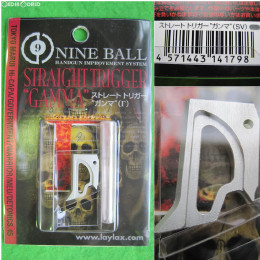 9
NINE BALL
HANDGUN IMPROVEMENT SYSTEM
STRAIGHT TRIGGER
"GAMMA"
www.laylax.com
ストレート トリガー
"ガンマ"(Γ)
ストレート トリガー
"ガンマ"(SV)
4 571443 141798